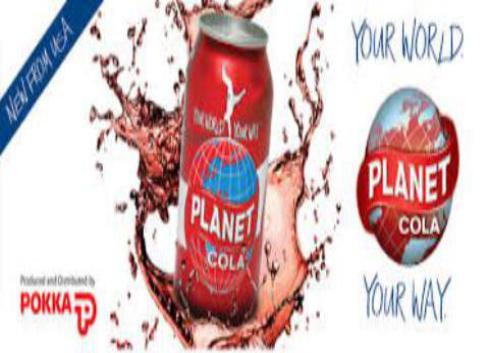 NEW FROM USA
YOUR WORLD YOUR WAY
PLANET
COLA
Produced and Distributed by
POKKA
YOUR WORLD.
PLANET
COLA
YOUR WAY.